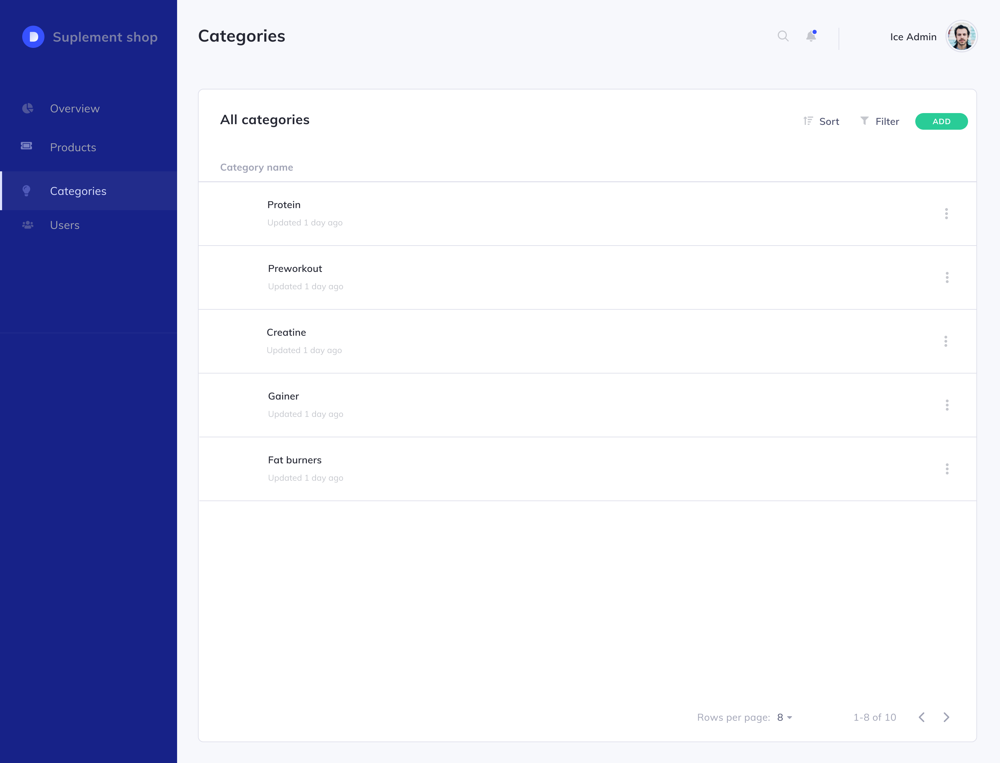 D Suplement shop
Categories
Ice Admin
Overview
Products
Categories
Users
All categories
Sort
Filter
ADD
Category name
Protein
Updated 1 day ago
Preworkout
Updated 1 day ago
Creatine
Updated 1 day ago
Gainer
Updated 1 day ago
Fat burners
Updated 1 day ago
Rows per page: 8
1-8 of 10